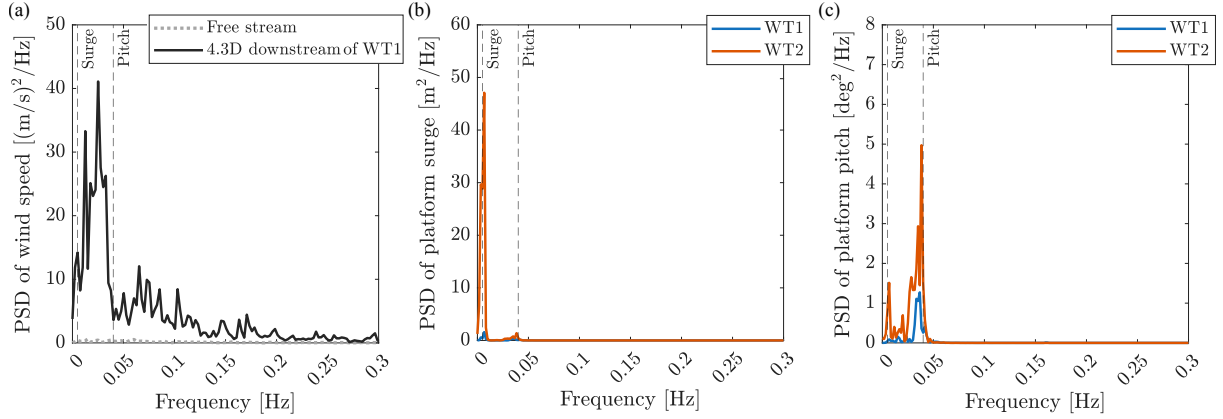 (a)
PSD of wind speed [(m/s)²/Hz]
50
40
30
20
10
0
Surge
Pitch
Free stream
4.3D downstream of WT1
0
0.05
0.1
0.15
0.2
0.25
0.3
Frequency [Hz]
(b)
PSD of platform surge [m²/Hz]
60
50
40
30
20
10
0
Surge
Pitch
WT1
WT2
0
0.05
0.1
0.15
0.2
0.25
0.3
Frequency [Hz]
(c)
PSD of platform pitch [deg²/Hz]
8
7
6
5
4
3
2
1
0
Surge
Pitch
WT1
WT2
0
0.05
0.1
0.15
0.2
0.25
0.3
Frequency [Hz]